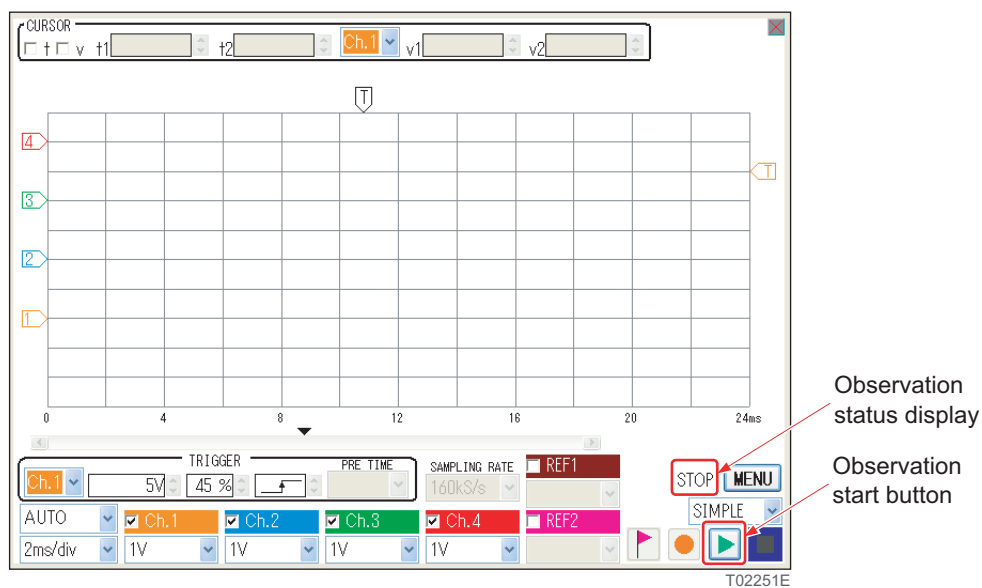 CURSOR
t v t1 t2 Ch.1 v1 v2
T
4
T
3
2
1
0 4 8 12 16 20 24ms
Observation
status display
TRIGGER PRE TIME SAMPLING RATE REF1
Ch.1 5V 45 % 160kS/s
STOP MENU
Observation
start button
SIMPLE
AUTO Ch.1 Ch.2 Ch.3 Ch.4 REF2
2ms/div 1V 1V 1V 1V
T02251E